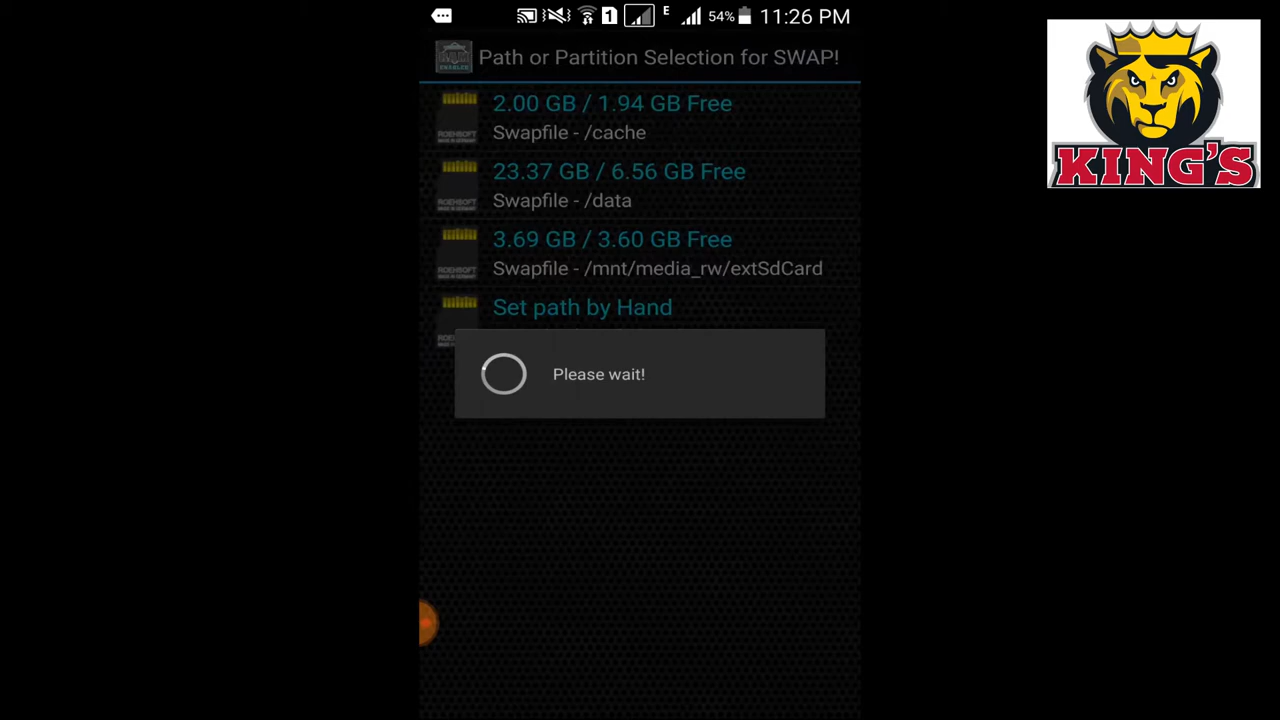 1 E 54% 11:26 PM
Path or Partition Selection for SWAP!
2.00 GB / 1.94 GB Free
Swapfile - /cache
23.37 GB / 6.56 GB Free
Swapfile - /data
3.69 GB / 3.60 GB Free
Swapfile - /mnt/media_rw/extSdCard
Set path by Hand
Please wait!
KING'S